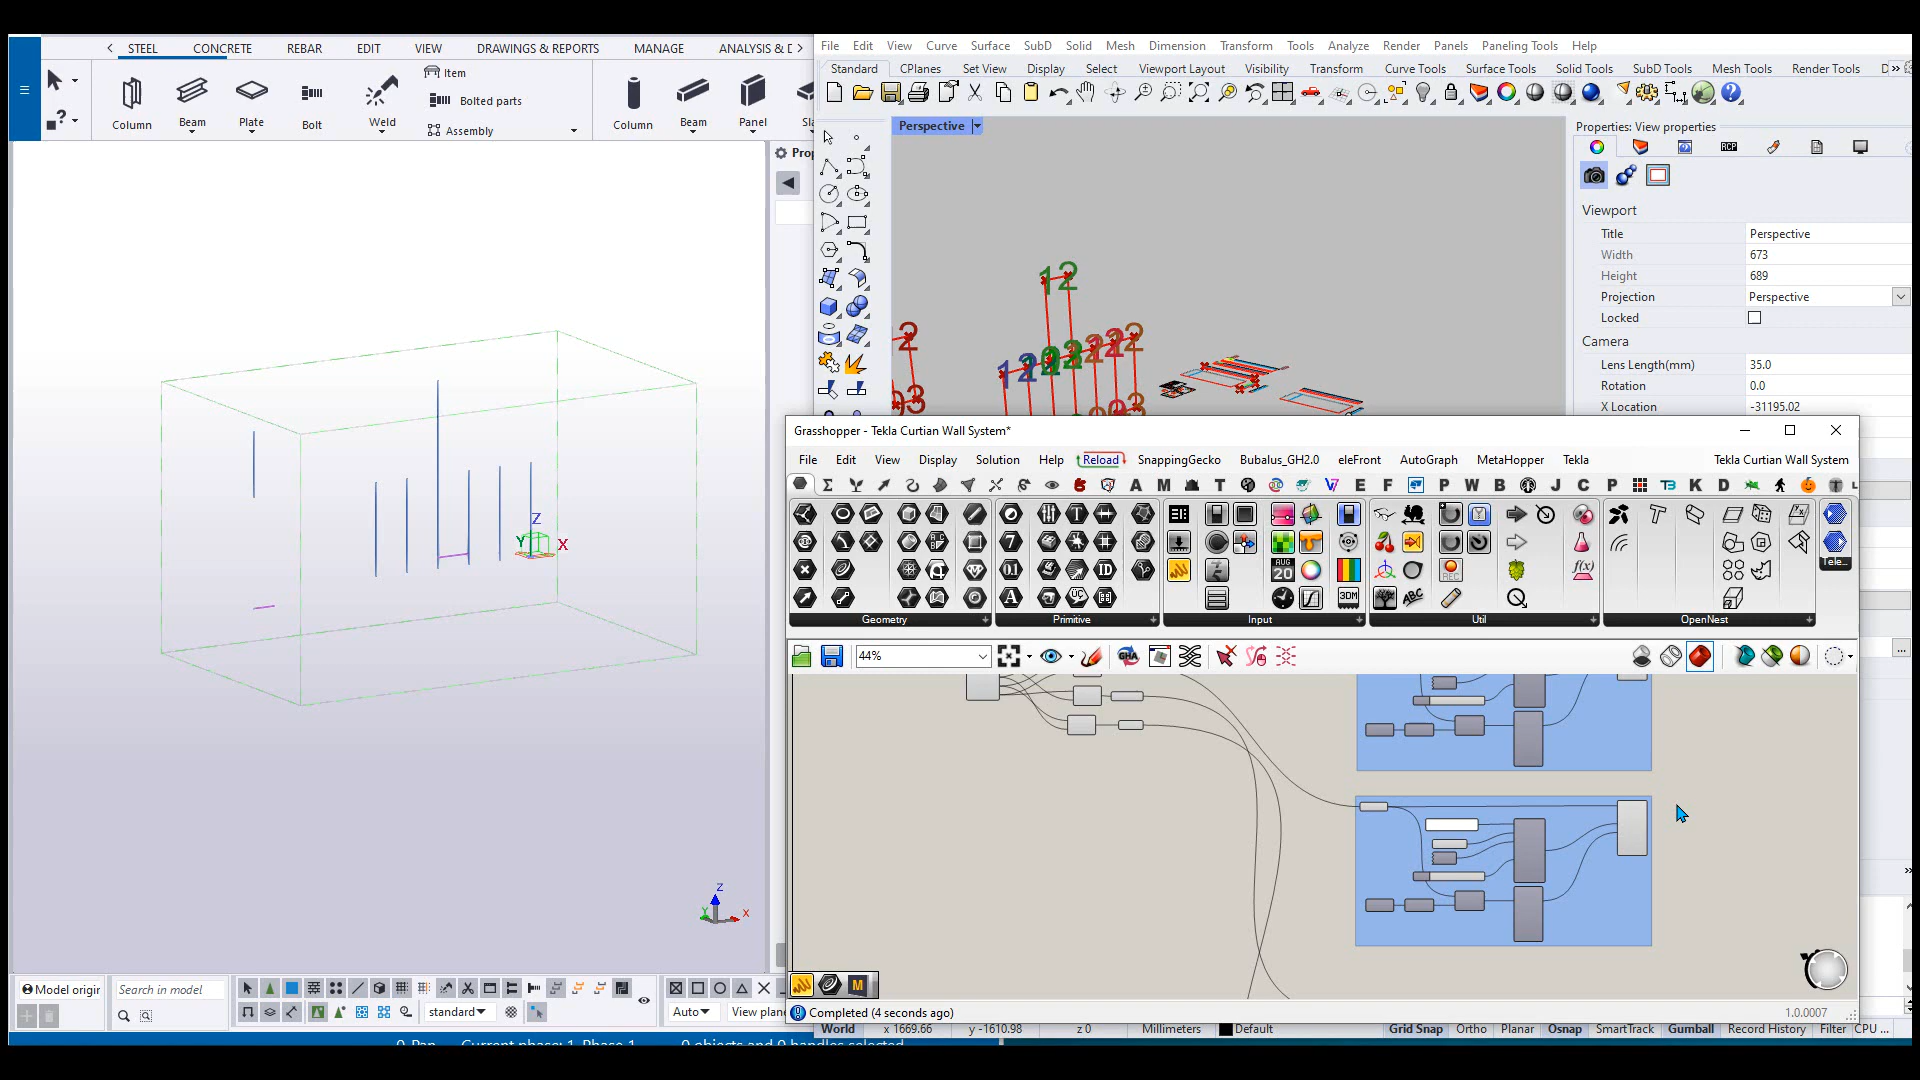 STEEL CONCRETE REBAR EDIT VIEW DRAWINGS & REPORTS MANAGE ANALYSIS & D
Column Beam Plate Bolt Weld
Item
Bolted parts
Assembly
Column Beam Panel
File Edit View Curve Surface SubD Solid Mesh Dimension Transform Tools Analyze Render Panels Paneling Tools Help
Standard CPlanes Set View Display Select Viewport Layout Visibility Transform Curve Tools Surface Tools Solid Tools SubD Tools Mesh Tools Render Tools
Perspective
Properties: View properties
RCP
Viewport
Title Perspective
Width 673
Height 689
Projection Perspective
Locked
Camera
Lens Length(mm) 35.0
Rotation 0.0
X Location -31195.02
Z
Y X
Z
Y X
Grasshopper - Tekla Curtian Wall System*
File Edit View Display Solution Help Reload SnappingGecko Bubalus_GH2.0 eleFront AutoGraph MetaHopper Tekla Tekla Curtian Wall System
Geometry Primitive Input Util OpenNest
Tele...
44%
Model origin
Search in model
standard
Auto
View plane
Completed (4 seconds ago)
1.0.0007
World x 1669.66 y -1610.98 z 0 Millimeters Default Grid Snap Ortho Planar Osnap SmartTrack Gumball Record History Filter CPU ...
0 Pan Current phase: 1, Phase 1 0 objects and 0 handles selected